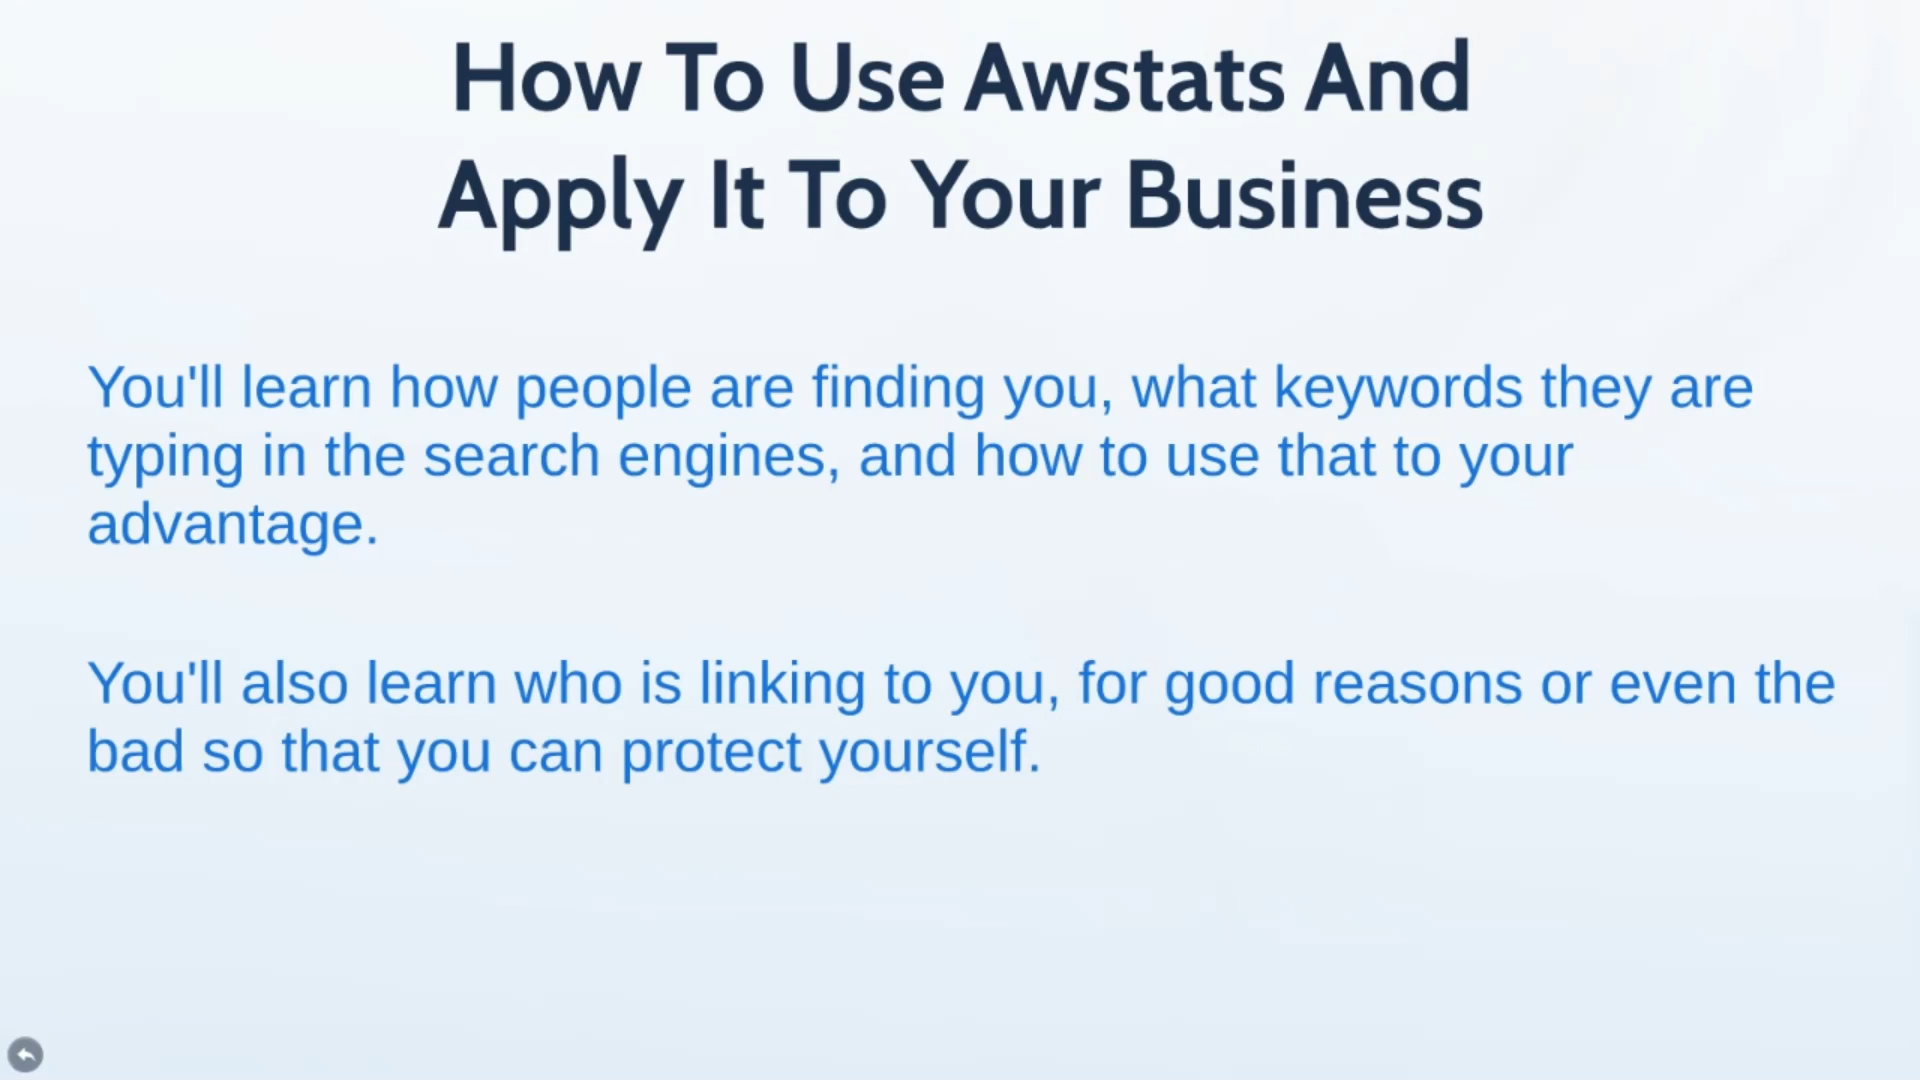 How To Use Awstats And
Apply It To Your Business
You'll learn how people are finding you, what keywords they are
typing in the search engines, and how to use that to your
advantage.
You'll also learn who is linking to you, for good reasons or even the
bad so that you can protect yourself.